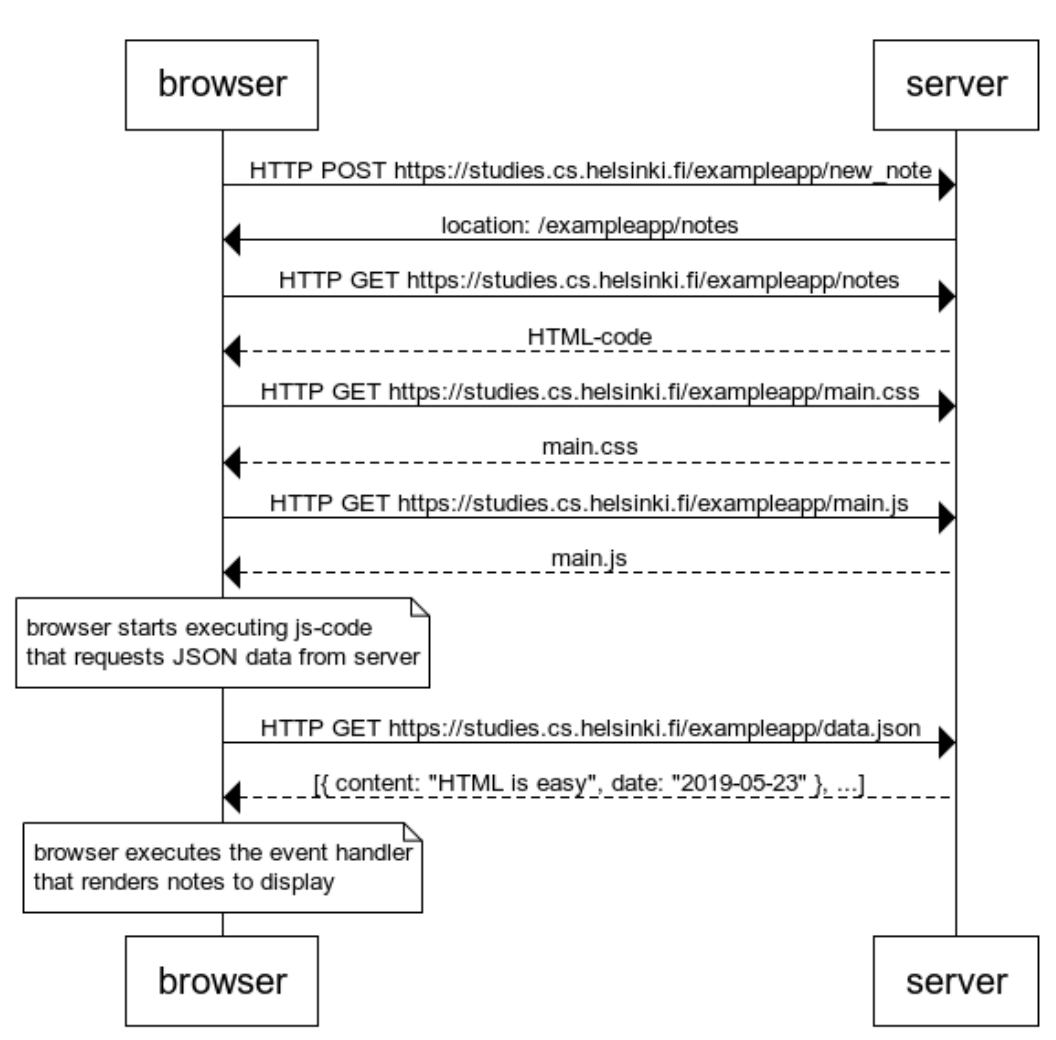 browser
server
HTTP POST https://studies.cs.helsinki.fi/exampleapp/new_note
location: /exampleapp/notes
HTTP GET https://studies.cs.helsinki.fi/exampleapp/notes
HTML-code
HTTP GET https://studies.cs.helsinki.fi/exampleapp/main.css
main.css
HTTP GET https://studies.cs.helsinki.fi/exampleapp/main.js
main.js
browser starts executing js-code
that requests JSON data from server
HTTP GET https://studies.cs.helsinki.fi/exampleapp/data.json
[{ content: "HTML is easy", date: "2019-05-23" }, ...]
browser executes the event handler
that renders notes to display
browser
server